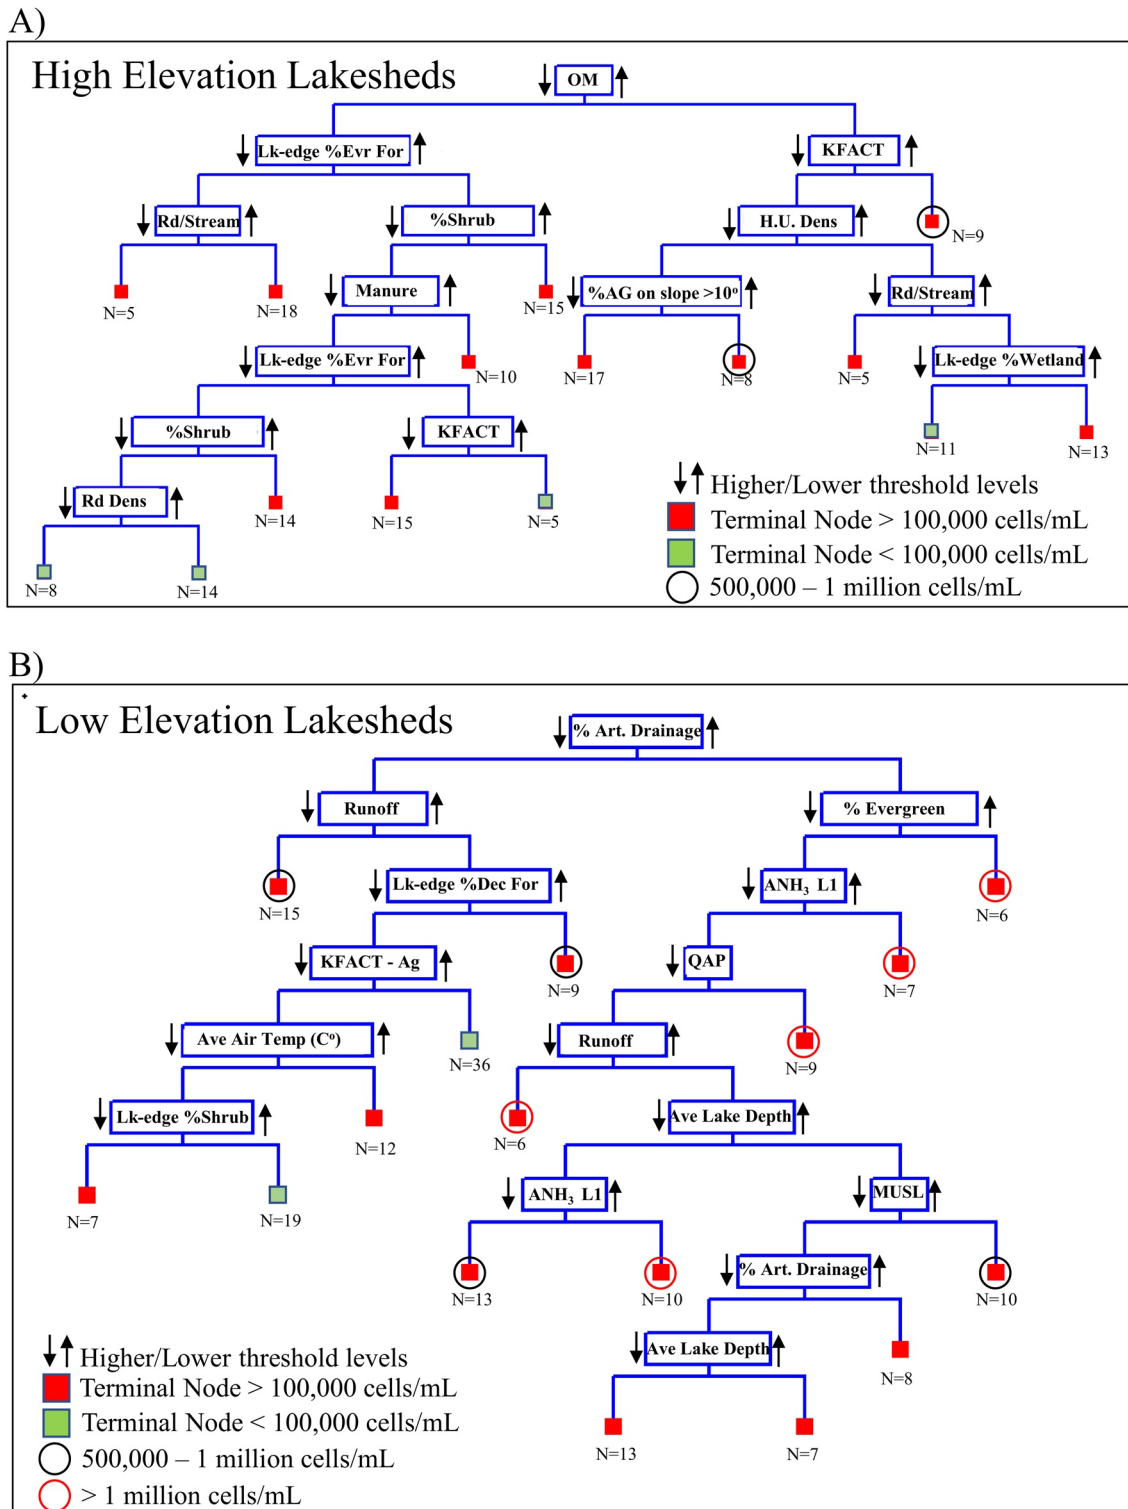 A)
High Elevation Lakesheds
OM
Lk-edge %Evr For
KFACT
Rd/Stream
%Shrub
H.U. Dens
N=9
Manure
%AG on slope >10º
Rd/Stream
N=5
N=18
N=15
Lk-edge %Evr For
Lk-edge %Wetland
N=10
N=17
N=8
N=5
%Shrub
KFACT
N=11
N=13
Rd Dens
N=14
N=15
N=5
N=8
N=14
Higher/Lower threshold levels
Terminal Node > 100,000 cells/mL
Terminal Node < 100,000 cells/mL
500,000 – 1 million cells/mL
B)
Low Elevation Lakesheds
% Art. Drainage
Runoff
% Evergreen
Lk-edge %Dec For
ANH₃ L1
N=15
N=6
KFACT - Ag
QAP
N=9
N=7
Ave Air Temp (Cº)
Runoff
N=36
N=9
Lk-edge %Shrub
Ave Lake Depth
N=12
N=6
ANH₃ L1
MUSL
N=7
N=19
% Art. Drainage
N=13
N=10
N=10
Ave Lake Depth
N=8
N=13
N=7
Higher/Lower threshold levels
Terminal Node > 100,000 cells/mL
Terminal Node < 100,000 cells/mL
500,000 – 1 million cells/mL
> 1 million cells/mL